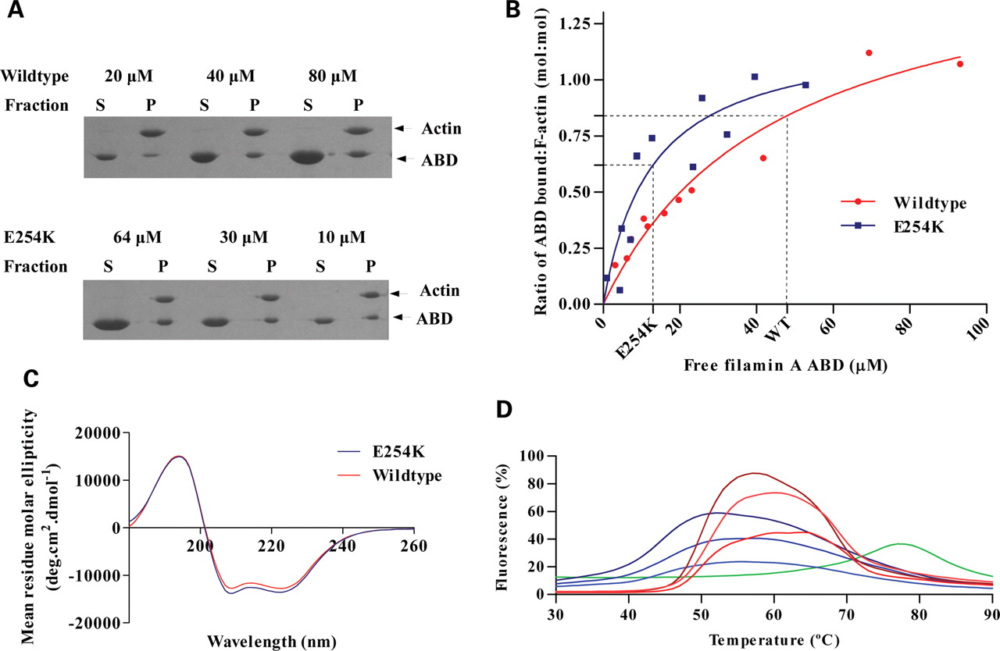 A
Wildtype 20 µM 40 µM 80 µM
Fraction S P S P S P
Actin
ABD
E254K 64 µM 30 µM 10 µM
Fraction S P S P S P
Actin
ABD
B
Ratio of ABD bound:F-actin (mol:mol)
1.25
1.00
0.75
0.50
0.25
0.00
0 E254K 20 40 WT 60 80 100
Free filamin A ABD (µM)
Wildtype
E254K
C
Mean residue molar ellipticity
(deg.cm².dmol⁻¹)
20000
10000
0
-10000
-20000
200 220 240 260
Wavelength (nm)
E254K
Wildtype
D
Fluorescence (%)
100
80
60
40
20
0
30 40 50 60 70 80 90
Temperature (ºC)